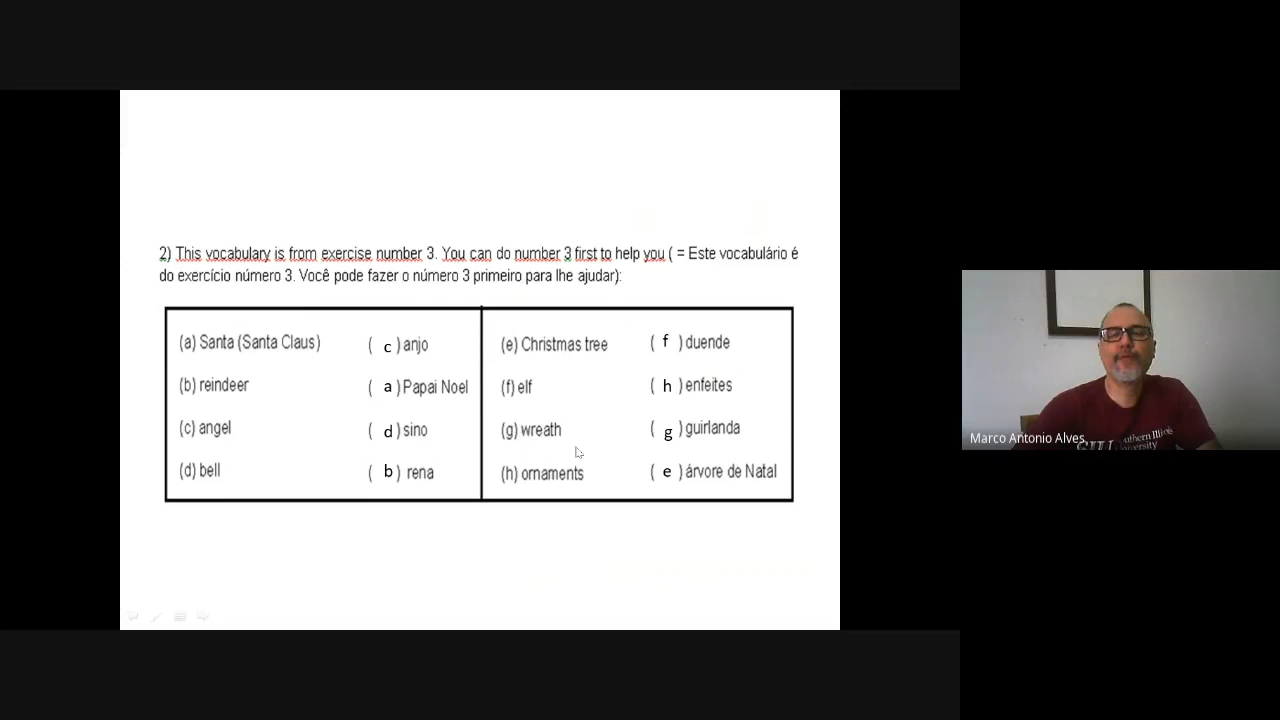 2) This vocabulary is from exercise number 3. You can do number 3 first to help you ( = Este vocabulário é
do exercício número 3. Você pode fazer o número 3 primeiro para lhe ajudar):
(a) Santa (Santa Claus) ( c ) anjo
(b) reindeer ( a ) Papai Noel
(c) angel ( d ) sino
(d) bell ( b ) rena
(e) Christmas tree ( f ) duende
(f) elf ( h ) enfeites
(g) wreath ( g ) guirlanda
(h) ornaments ( e ) árvore de Natal
Marco Antonio Alves